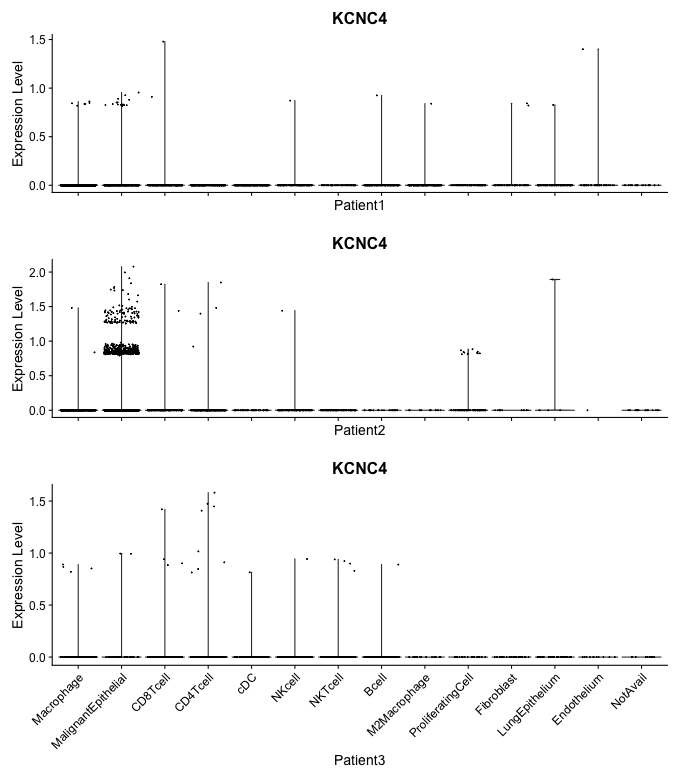 KCNC4
Expression Level
1.5
1.0
0.5
0.0
Patient1
KCNC4
Expression Level
2.0
1.5
1.0
0.5
0.0
Patient2
KCNC4
Expression Level
1.5
1.0
0.5
0.0
Macrophage
MalignantEpithelial
CD8Tcell
CD4Tcell
cDC
NKcell
NKTcell
Bcell
M2Macrophage
ProliferatingCell
Fibroblast
LungEpithelium
Endothelium
NotAvail
Patient3